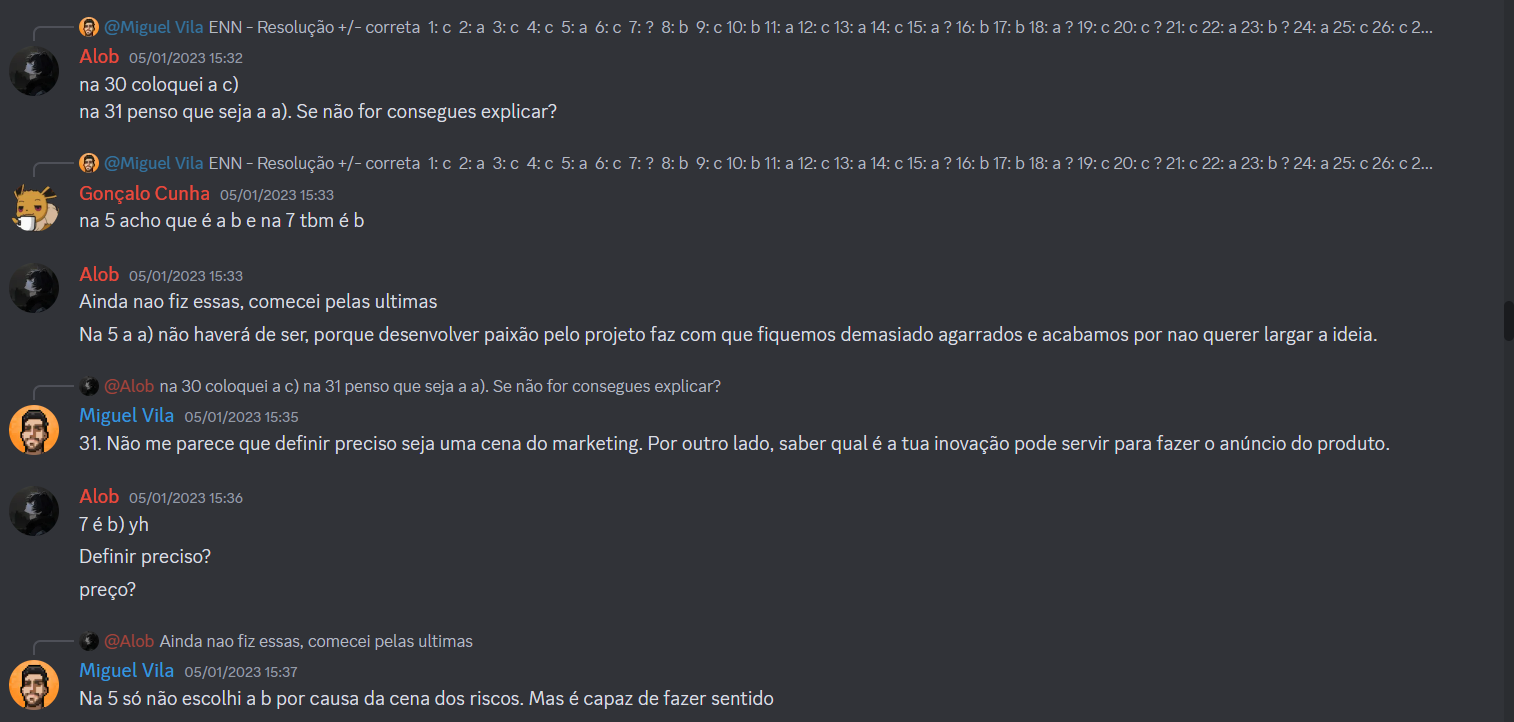 @Miguel Vila ENN - Resolução +/- correta 1: c 2: a 3: c 4: c 5: a 6: c 7: ? 8: b 9: c 10: b 11: a 12: c 13: a 14: c 15: a ? 16: b 17: b 18: a ? 19: c 20: c ? 21: c 22: a 23: b ? 24: a 25: c 26: c 2...
Alob 05/01/2023 15:32
na 30 coloquei a c)
na 31 penso que seja a a). Se não for consegues explicar?
@Miguel Vila ENN - Resolução +/- correta 1: c 2: a 3: c 4: c 5: a 6: c 7: ? 8: b 9: c 10: b 11: a 12: c 13: a 14: c 15: a ? 16: b 17: b 18: a ? 19: c 20: c ? 21: c 22: a 23: b ? 24: a 25: c 26: c 2...
Gonçalo Cunha 05/01/2023 15:33
na 5 acho que é a b e na 7 tbm é b
Alob 05/01/2023 15:33
Ainda nao fiz essas, comecei pelas ultimas
Na 5 a a) não haverá de ser, porque desenvolver paixão pelo projeto faz com que fiquemos demasiado agarrados e acabamos por nao querer largar a ideia.
@Alob na 30 coloquei a c) na 31 penso que seja a a). Se não for consegues explicar?
Miguel Vila 05/01/2023 15:35
31. Não me parece que definir preciso seja uma cena do marketing. Por outro lado, saber qual é a tua inovação pode servir para fazer o anúncio do produto.
Alob 05/01/2023 15:36
7 é b) yh
Definir preciso?
preço?
@Alob Ainda nao fiz essas, comecei pelas ultimas
Miguel Vila 05/01/2023 15:37
Na 5 só não escolhi a b por causa da cena dos riscos. Mas é capaz de fazer sentido